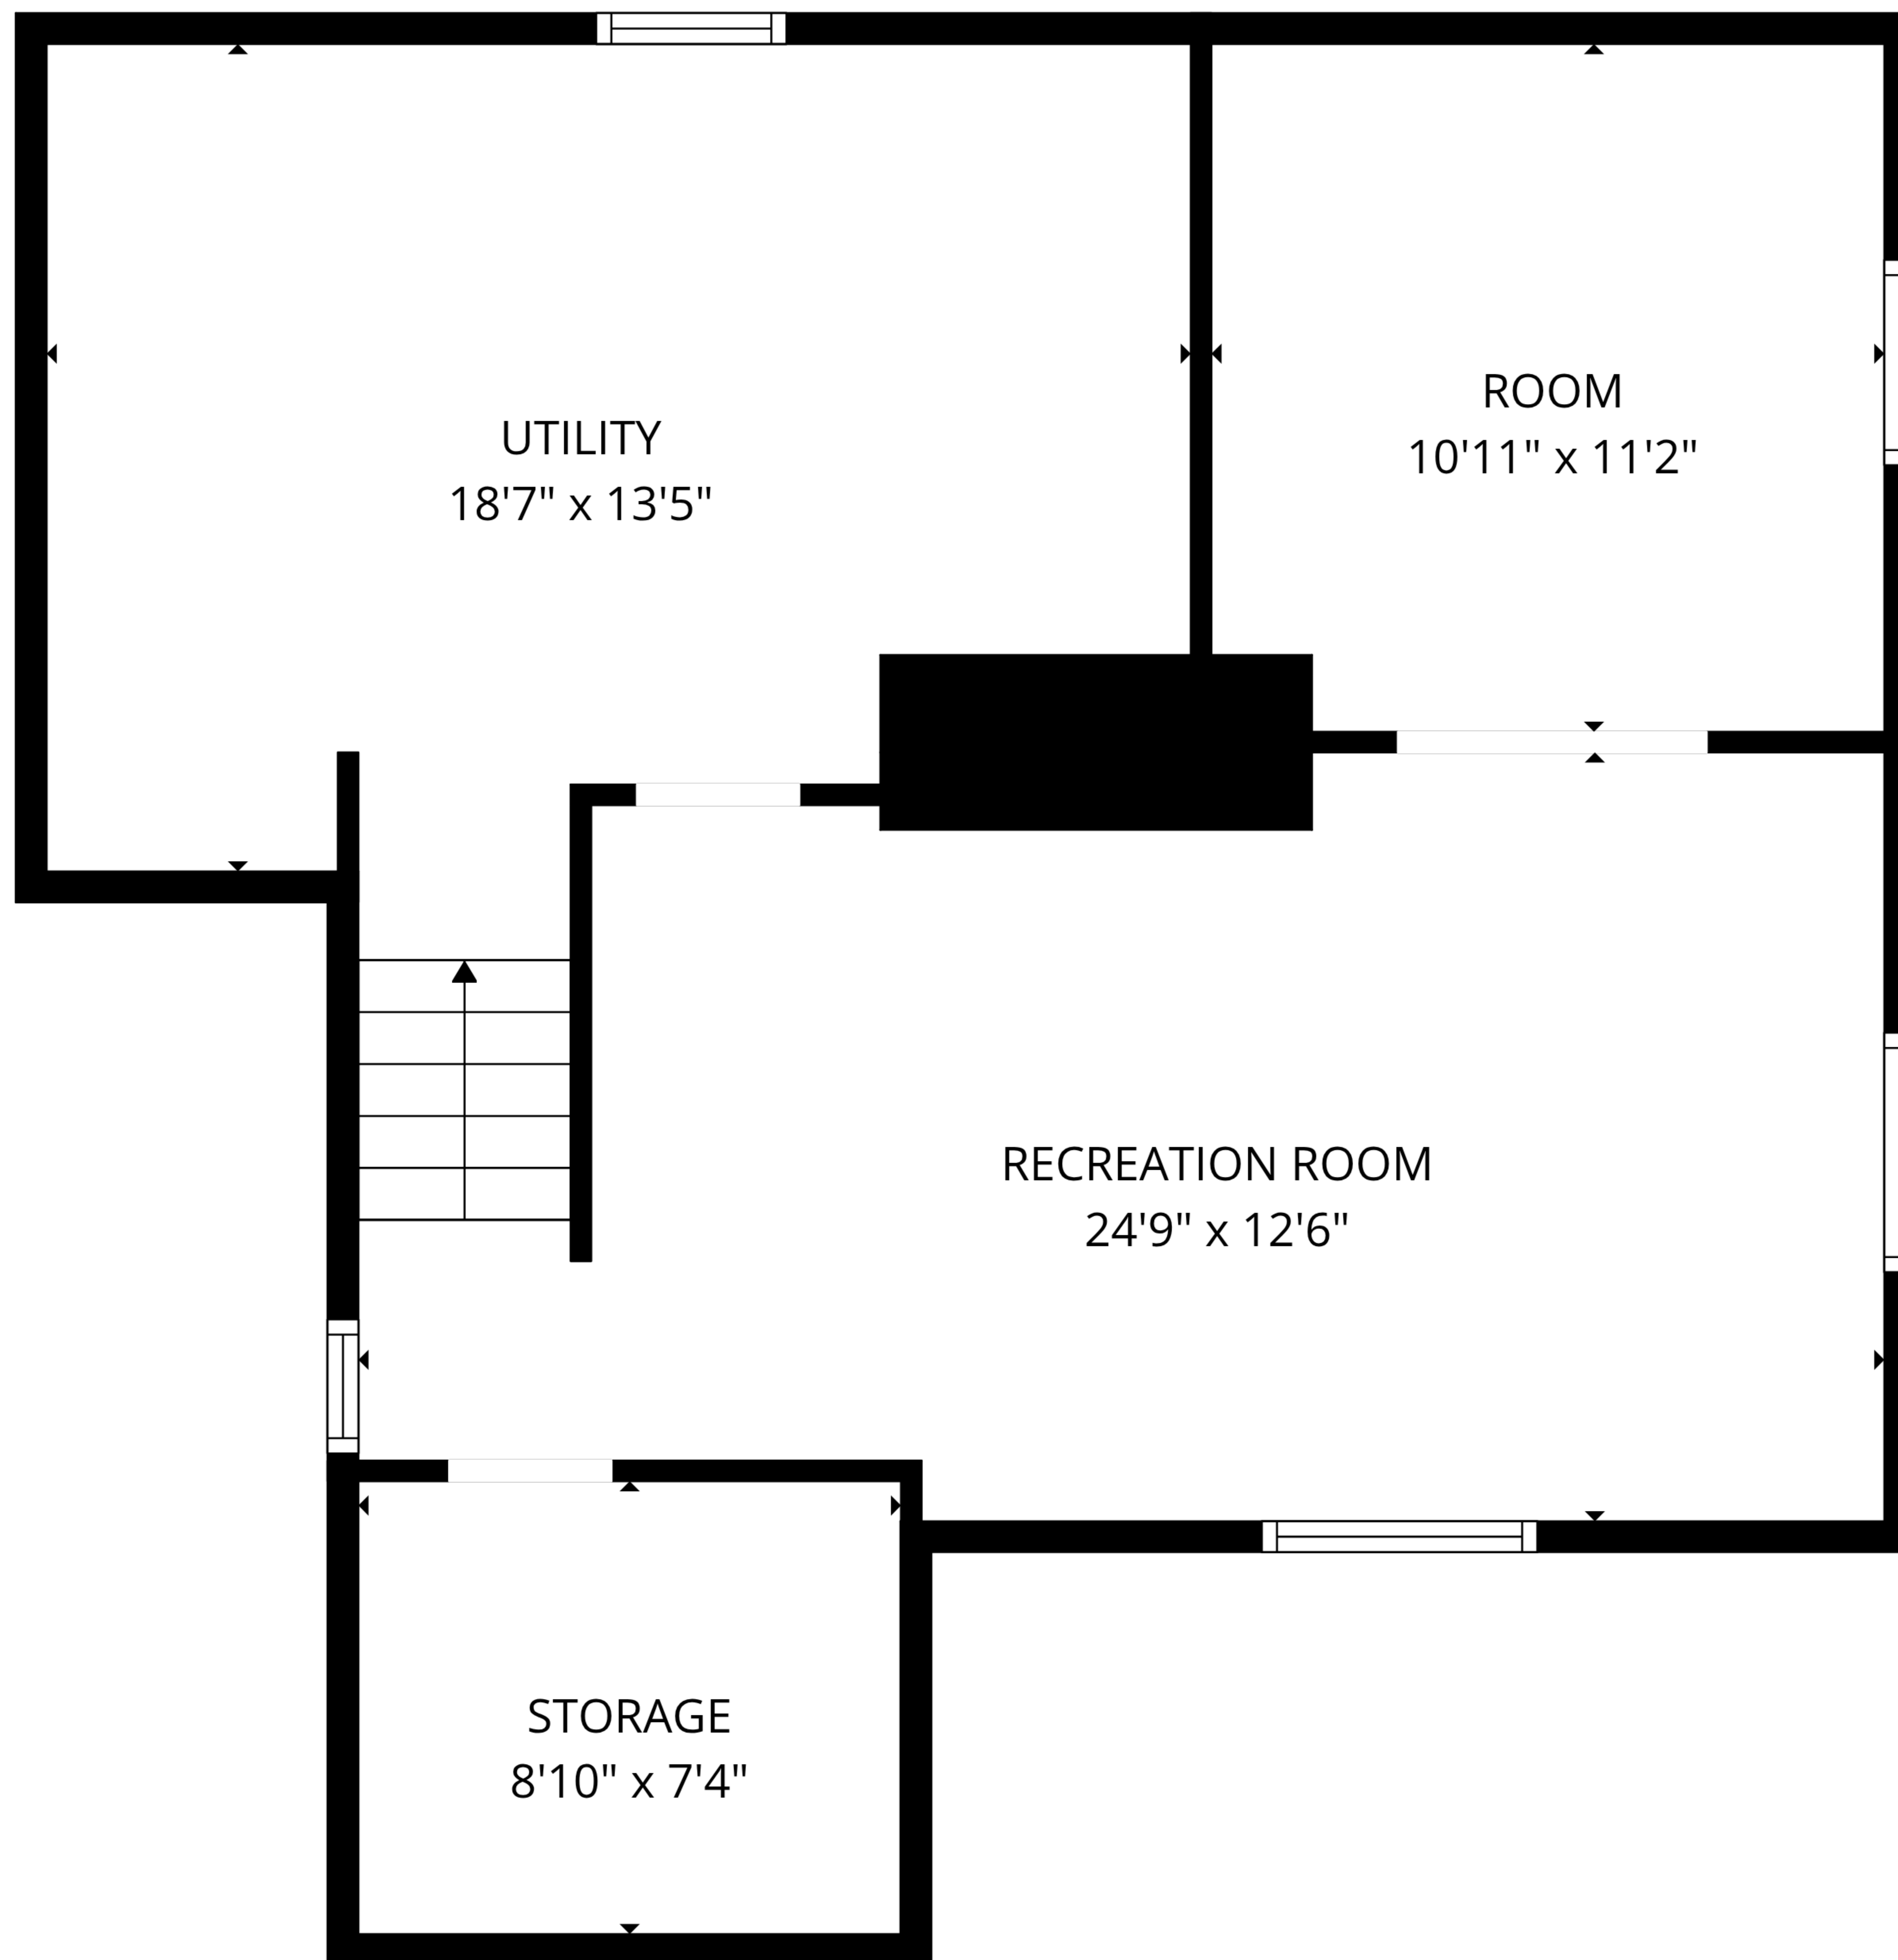 UTILITY
18'7" x 13'5"
ROOM
10'11" x 11'2"
RECREATION ROOM
24'9" x 12'6"
STORAGE
8'10" x 7'4"